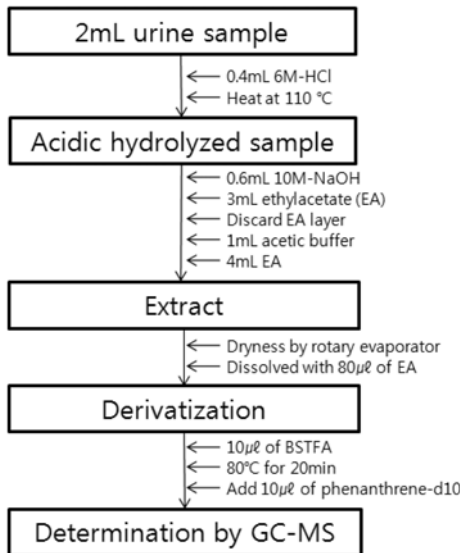 2mL urine sample
0.4mL 6M-HCl
Heat at 110 ℃
Acidic hydrolyzed sample
0.6mL 10M-NaOH
3mL ethylacetate (EA)
Discard EA layer
1mL acetic buffer
4mL EA
Extract
Dryness by rotary evaporator
Dissolved with 80㎕ of EA
Derivatization
10㎕ of BSTFA
80℃ for 20min
Add 10㎕ of phenanthrene-d10
Determination by GC-MS